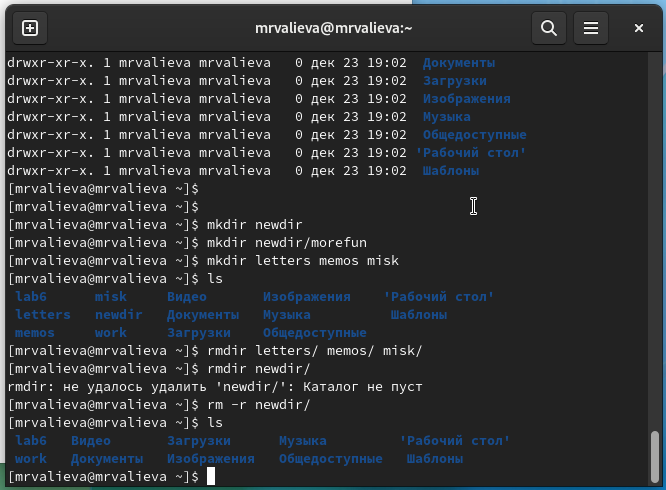 mrvalieva@mrvalieva:~
drwxr-xr-x. 1 mrvalieva mrvalieva   0 дек 23 19:02  Документы
drwxr-xr-x. 1 mrvalieva mrvalieva   0 дек 23 19:02  Загрузки
drwxr-xr-x. 1 mrvalieva mrvalieva   0 дек 23 19:02  Изображения
drwxr-xr-x. 1 mrvalieva mrvalieva   0 дек 23 19:02  Музыка
drwxr-xr-x. 1 mrvalieva mrvalieva   0 дек 23 19:02  Общедоступные
drwxr-xr-x. 1 mrvalieva mrvalieva   0 дек 23 19:02 'Рабочий стол'
drwxr-xr-x. 1 mrvalieva mrvalieva   0 дек 23 19:02  Шаблоны
[mrvalieva@mrvalieva ~]$
[mrvalieva@mrvalieva ~]$
[mrvalieva@mrvalieva ~]$ mkdir newdir
[mrvalieva@mrvalieva ~]$ mkdir newdir/morefun
[mrvalieva@mrvalieva ~]$ mkdir letters memos misk
[mrvalieva@mrvalieva ~]$ ls
 lab6      misk     Видео       Изображения    'Рабочий стол'
 letters   newdir   Документы   Музыка          Шаблоны
 memos     work     Загрузки    Общедоступные
[mrvalieva@mrvalieva ~]$ rmdir letters/ memos/ misk/
[mrvalieva@mrvalieva ~]$ rmdir newdir/
rmdir: не удалось удалить 'newdir/': Каталог не пуст
[mrvalieva@mrvalieva ~]$ rm -r newdir/
[mrvalieva@mrvalieva ~]$ ls
 lab6   Видео       Загрузки      Музыка         'Рабочий стол'
 work   Документы   Изображения   Общедоступные   Шаблоны
[mrvalieva@mrvalieva ~]$